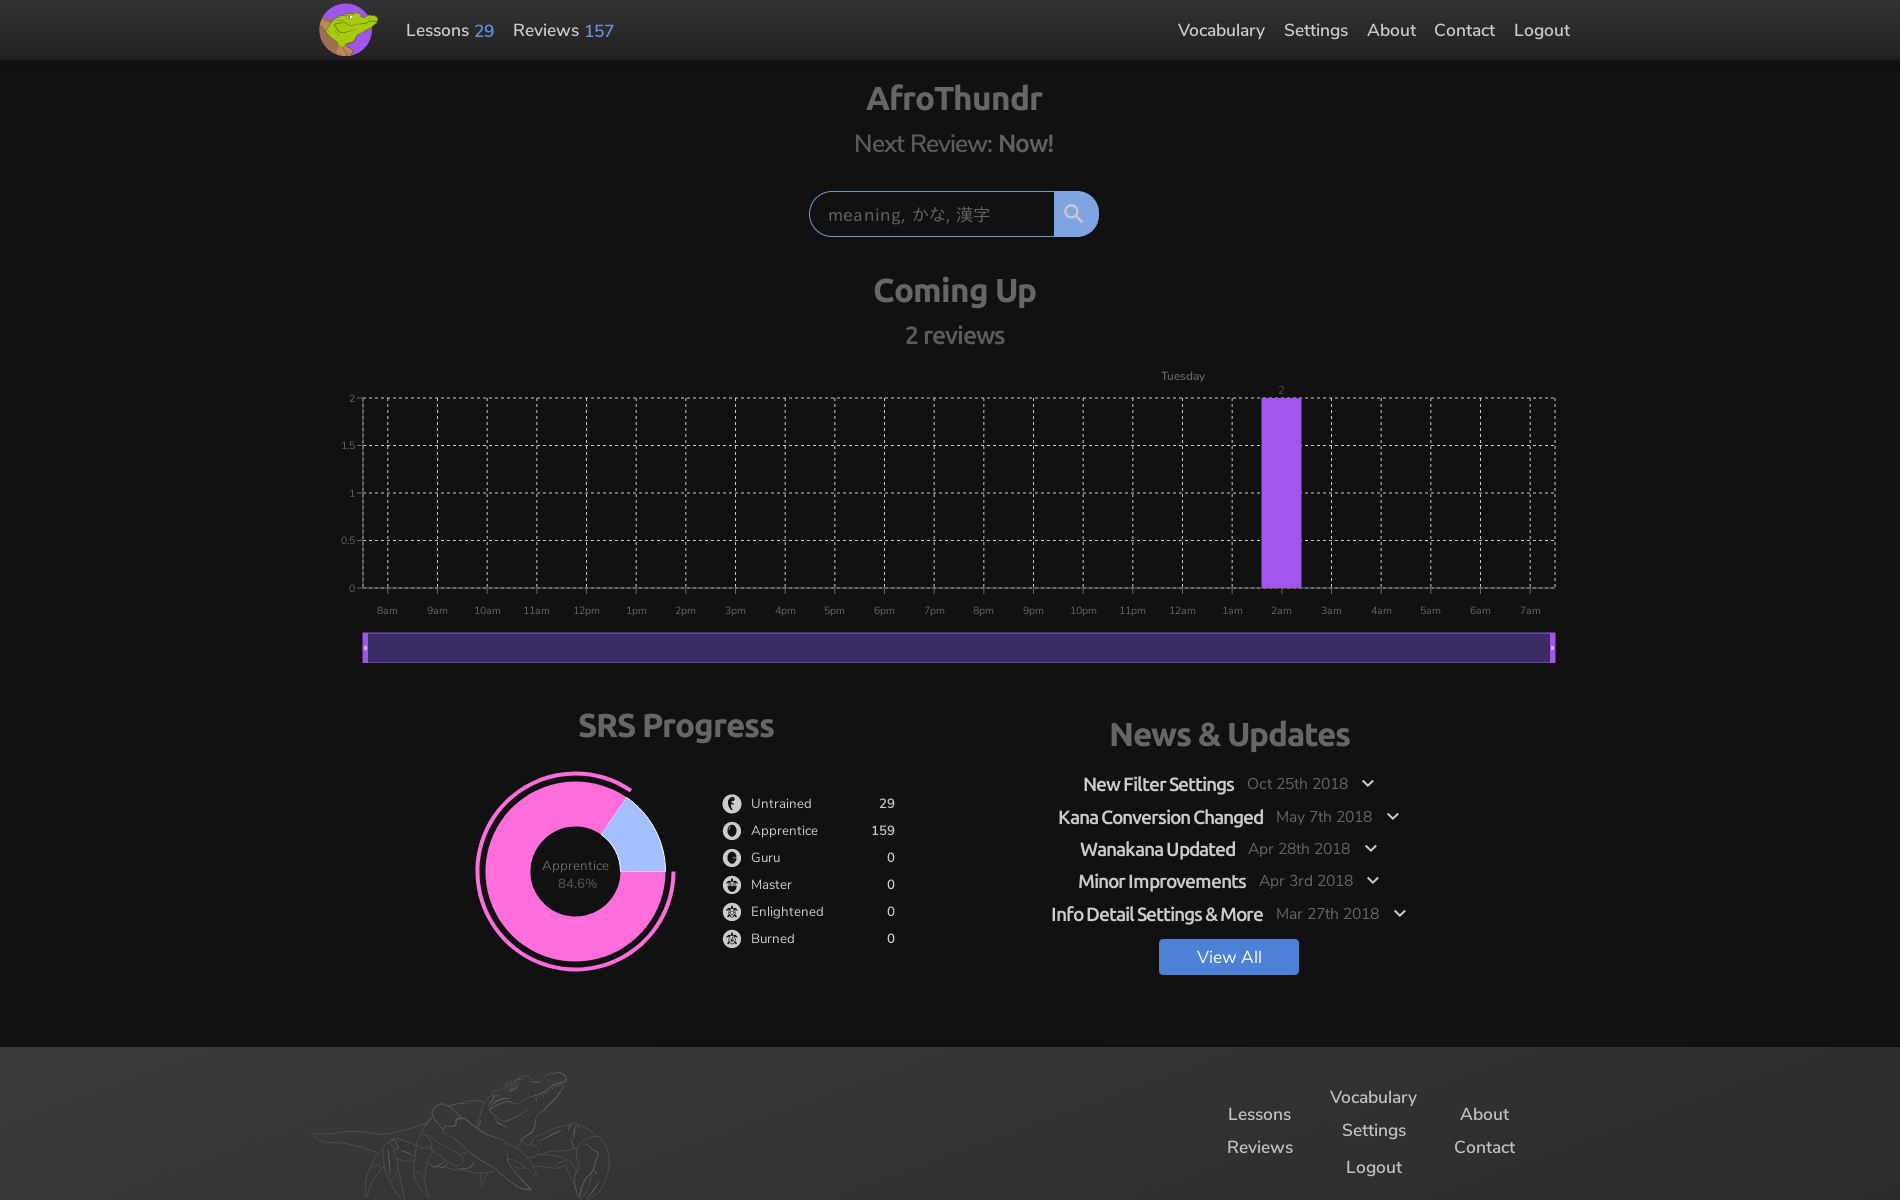 Lessons 29 Reviews 157 Vocabulary Settings About Contact Logout
AfroThundr
Next Review: Now!
meaning, かな, 漢字
Coming Up
2 reviews
Tuesday
2
2
1.5
1
0.5
0
8am 9am 10am 11am 12pm 1pm 2pm 3pm 4pm 5pm 6pm 7pm 8pm 9pm 10pm 11pm 12am 1am 2am 3am 4am 5am 6am 7am
SRS Progress
Apprentice
84.6%
Untrained 29
Apprentice 159
Guru 0
Master 0
Enlightened 0
Burned 0
News & Updates
New Filter Settings Oct 25th 2018
Kana Conversion Changed May 7th 2018
Wanakana Updated Apr 28th 2018
Minor Improvements Apr 3rd 2018
Info Detail Settings & More Mar 27th 2018
View All
Lessons
Reviews
Vocabulary
Settings
Logout
About
Contact